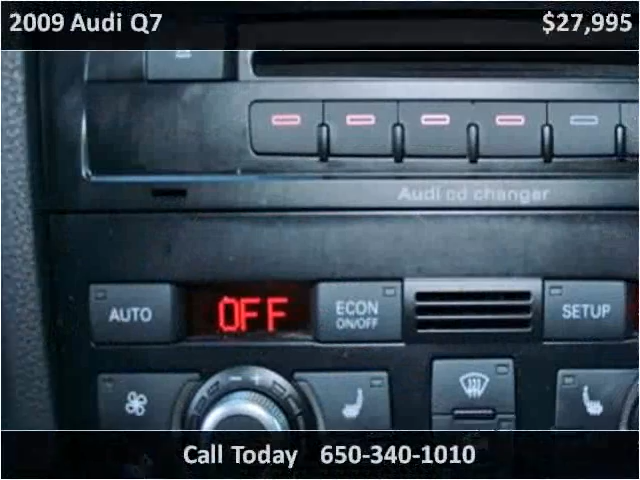 2009 Audi Q7 $27,995
Audi cd changer
AUTO OFF ECON ON/OFF SETUP
Call Today 650-340-1010